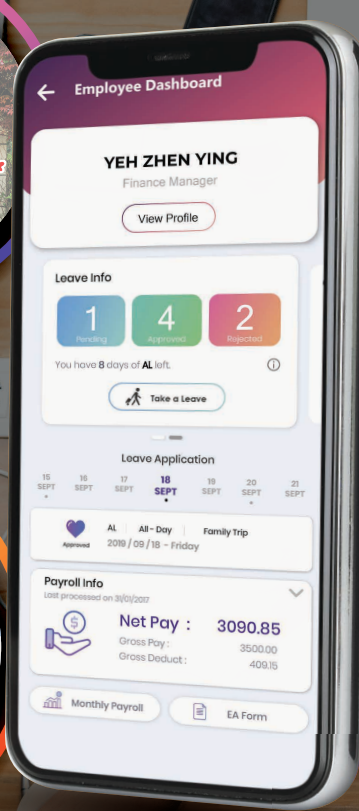 Employee Dashboard
YEH ZHEN YING
Finance Manager
View Profile
Leave Info
1 4 2
Pending Approved Rejected
You have 8 days of AL left.
Take a Leave
Leave Application
15 16 17 18 19 20 21
SEPT SEPT SEPT SEPT SEPT SEPT SEPT
AL All-Day Family Trip
Approved 2019/09/18 - Friday
Payroll Info
Last processed on 31/01/2017
Net Pay : 3090.85
Gross Pay : 3500.00
Gross Deduct : 409.15
Monthly Payroll EA Form